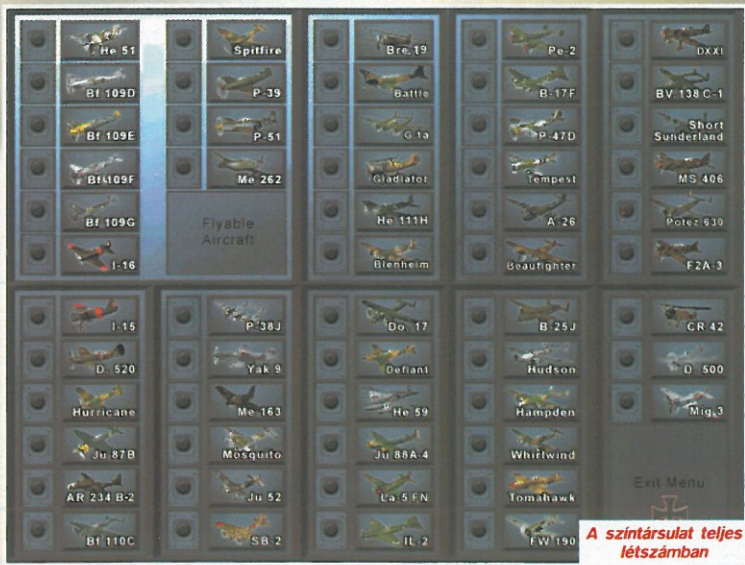 He 51
Bf 109D
Bf 109E
Bf 109F
Bf 109G
I-16
Spitfire
P-39
P-51
Me 262
Flyable
Aircraft
Bre.19
Battle
G.1a
Gladiator
He 111H
Blenheim
Pe-2
B-17F
P-47D
Tempest
A-26
Beaufighter
DXXI
BV.138 C-1
Short
Sunderland
MS 406
Potez 630
F2A-3
I-15
D. 520
Hurricane
Ju 87B
AR 234 B-2
Bf 110C
P-38J
Yak 9
Me 163
Mosquito
Ju 52
SB 2
Do. 17
Defiant
He 59
Ju 88A-4
La.5 FN
IL-2
B-25J
Hudson
Hampden
Whirlwind
Tomahawk
FW 190
CR 42
D. 500
Mig.3
Exit Menu
A színtársulat teljes
létszámban